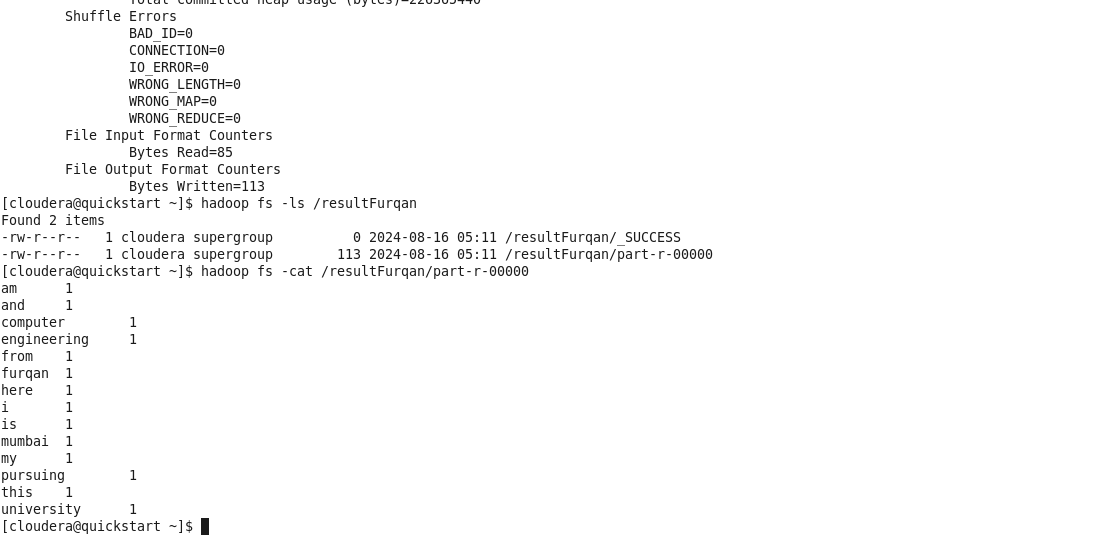 Total committed heap usage (bytes)=226365440
Shuffle Errors
BAD_ID=0
CONNECTION=0
IO_ERROR=0
WRONG_LENGTH=0
WRONG_MAP=0
WRONG_REDUCE=0
File Input Format Counters
Bytes Read=85
File Output Format Counters
Bytes Written=113
[cloudera@quickstart ~]$ hadoop fs -ls /resultFurqan
Found 2 items
-rw-r--r--   1 cloudera supergroup          0 2024-08-16 05:11 /resultFurqan/_SUCCESS
-rw-r--r--   1 cloudera supergroup        113 2024-08-16 05:11 /resultFurqan/part-r-00000
[cloudera@quickstart ~]$ hadoop fs -cat /resultFurqan/part-r-00000
am      1
and     1
computer        1
engineering     1
from    1
furqan  1
here    1
i       1
is      1
mumbai  1
my      1
pursuing        1
this    1
university      1
[cloudera@quickstart ~]$